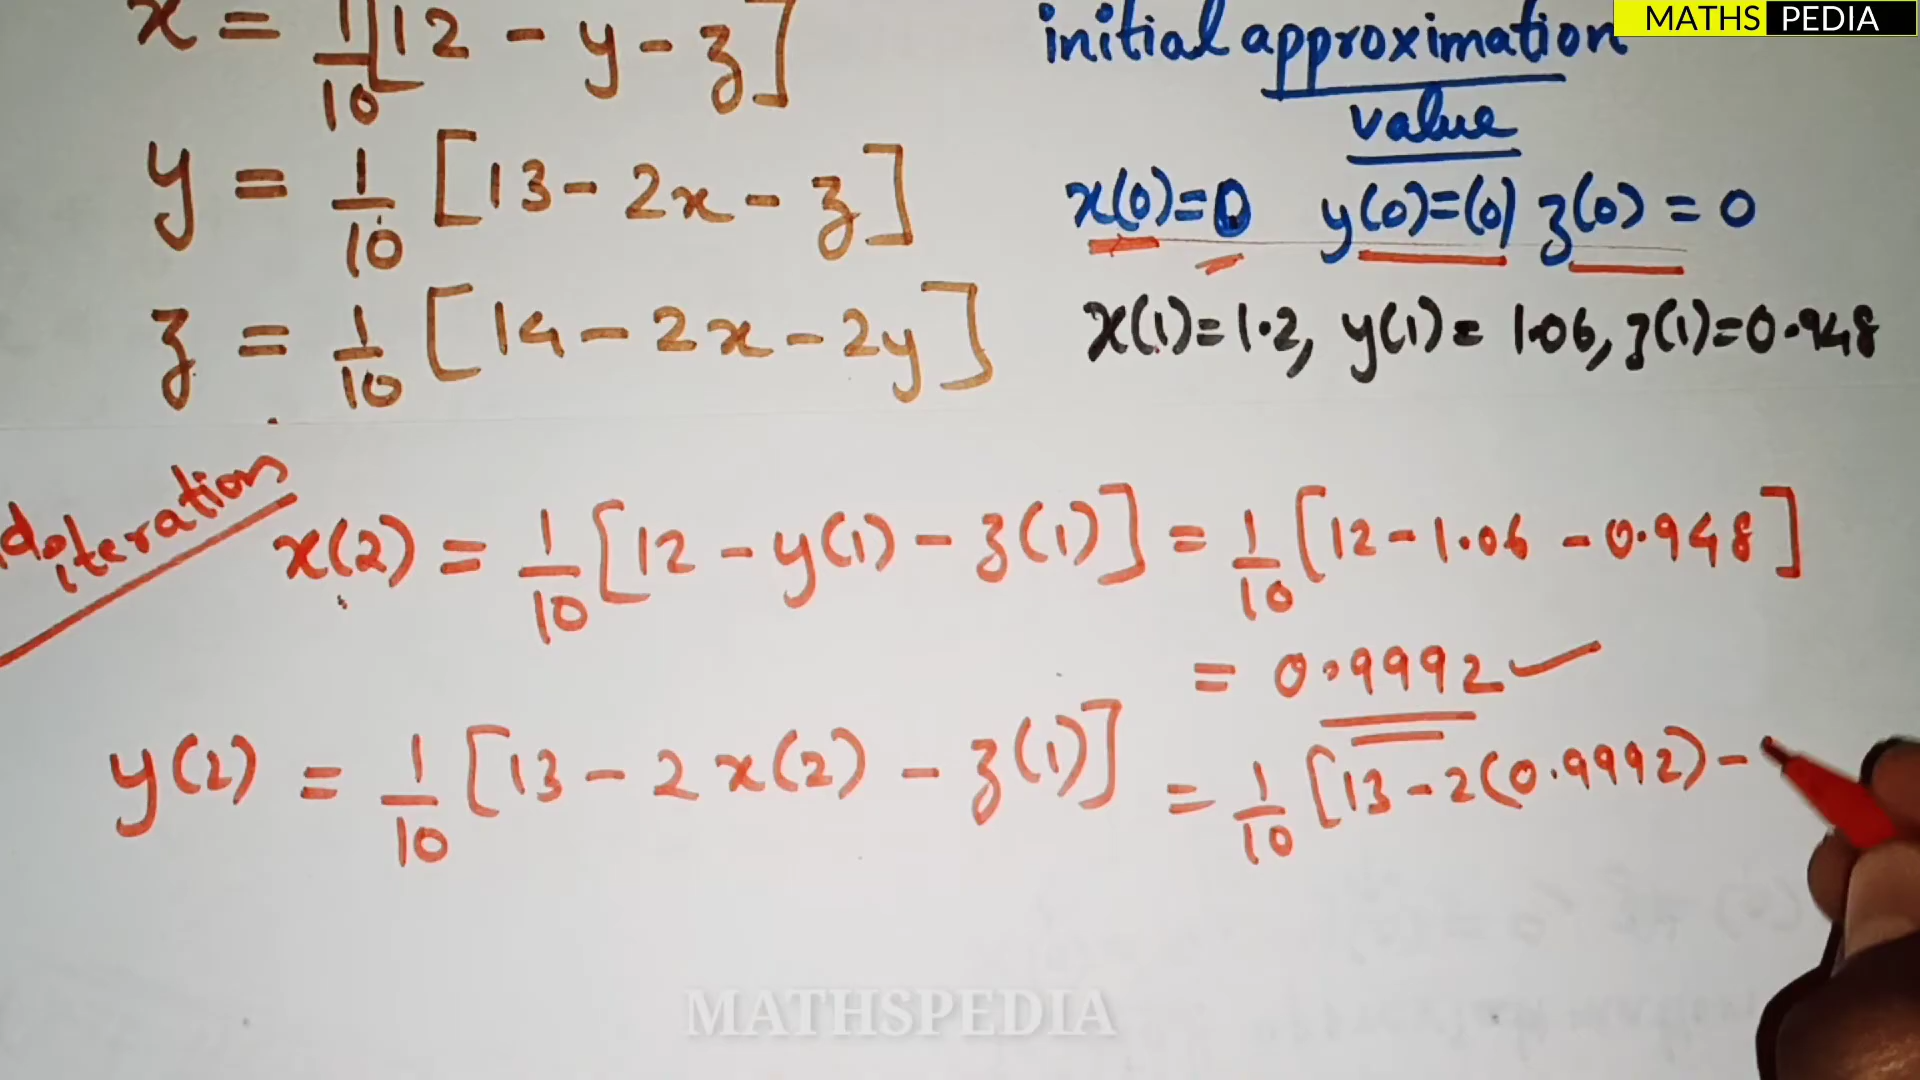 MATHS PEDIA
x = 1/10 [12 - y - z]
y = 1/10 [13 - 2x - z]
z = 1/10 [14 - 2x - 2y]
initial approximation
value
x(0)=0 y(0)=(0) z(0) = 0
x(1)=1.2, y(1)= 1.06, z(1)=0.948
iteration
x(2) = 1/10 [12 - y(1) - z(1)] = 1/10 [12 - 1.06 - 0.948]
= 0.9992 ✓
y(2) = 1/10 [13 - 2x(2) - z(1)] = 1/10 [13 - 2(0.9992) -
MATHSPEDIA